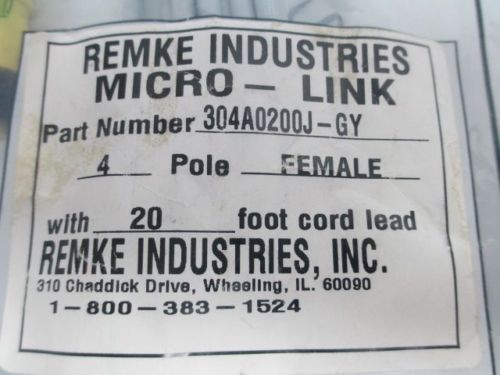 REMKE INDUSTRIES
MICRO - LINK
Part Number 304A0200J-GY
4 Pole FEMALE
with 20 foot cord lead
REMKE INDUSTRIES, INC.
310 Chaddick Drive, Wheeling, IL. 60090
1-800-383-1524